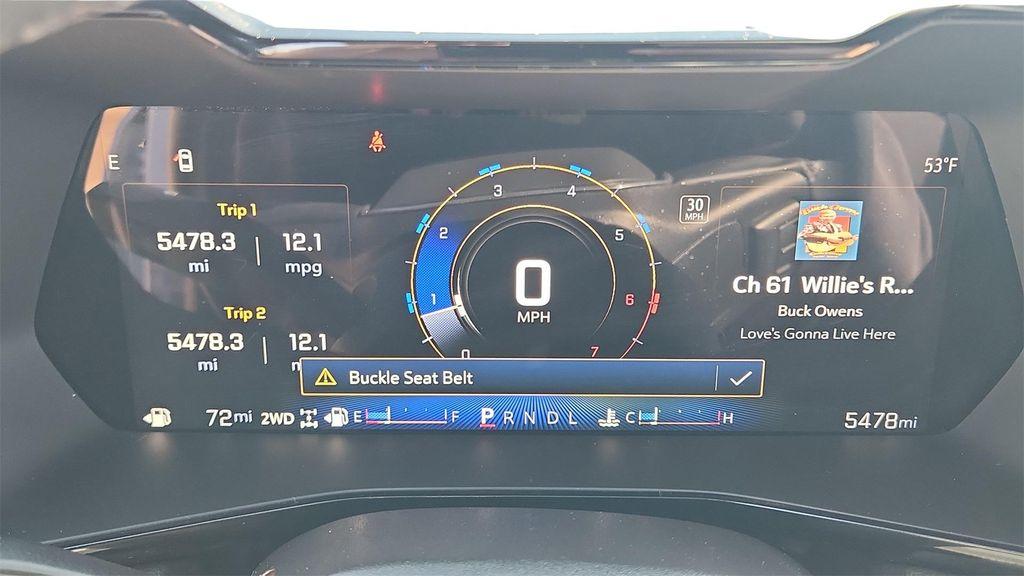 E
53°F
Trip 1
5478.3
mi
12.1
mpg
Trip 2
5478.3
mi
12.1
0
1
2
3
4
5
6
7
0
MPH
30
MPH
Ch 61 Willie's R...
Buck Owens
Love's Gonna Live Here
Buckle Seat Belt
72mi 2WD E F P R N D L C H 5478mi